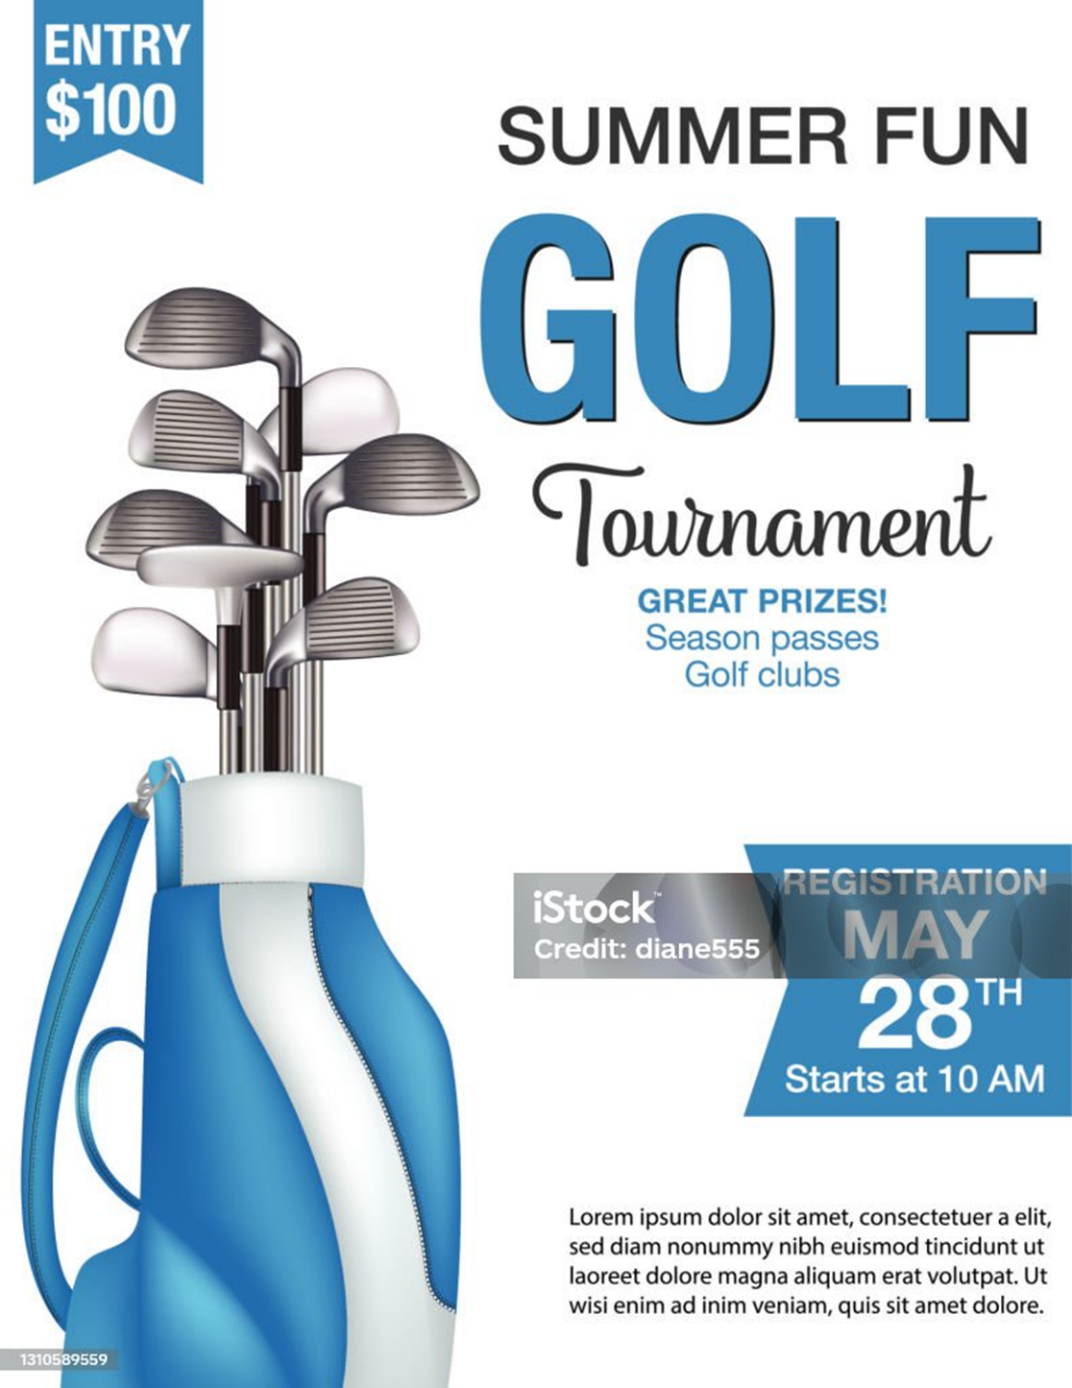 ENTRY
$100
SUMMER FUN
GOLF
Tournament
GREAT PRIZES!
Season passes
Golf clubs
REGISTRATION
MAY
28TH
Starts at 10 AM
iStock™
Credit: diane555
Lorem ipsum dolor sit amet, consectetuer a elit,
sed diam nonummy nibh euismod tincidunt ut
laoreet dolore magna aliquam erat volutpat. Ut
wisi enim ad inim veniam, quis sit amet dolore.
1310589559